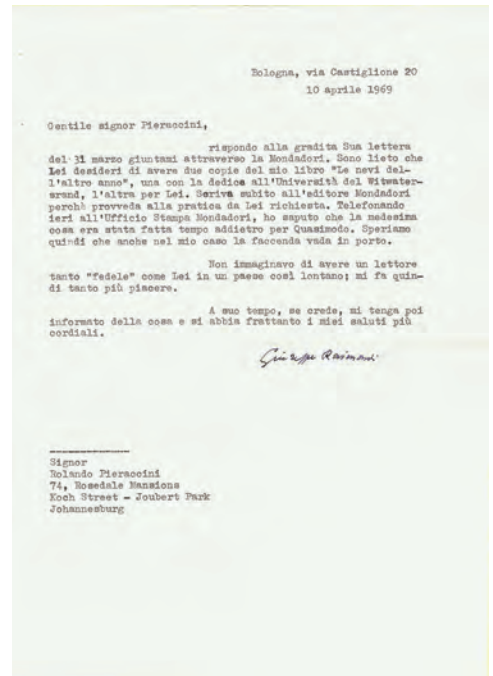 Bologna, via Castiglione 20
10 aprile 1969
Gentile signor Pieraccini,
rispondo alla gradita Sua lettera
del 31 marzo giuntami attraverso la Mondadori. Sono lieto che
Lei desideri di avere due copie del mio libro "Le nevi del-
l'altro anno", una con la dedica all'Università del Witwater-
srand, l'altra per Lei. Scriva subito all'editore Mondadori
perchè provveda alla pratica da Lei richiesta. Telefonando
ieri all'Ufficio Stampa Mondadori, ho saputo che la medesima
cosa era stata fatta tempo addietro per Quasimodo. Speriamo
quindi che anche nel mio caso la faccenda vada in porto.
Non immaginavo di avere un lettore
tanto "fedele" come Lei in un paese così lontano; mi fa quin-
di tanto più piacere.
A suo tempo, se crede, mi tenga poi
informato della cosa e si abbia frattanto i miei saluti più
cordiali.
Giuseppe Raimondi
Signor
Rolando Pieraccini
74, Rosedale Mansions
Koch Street - Joubert Park
Johannesburg